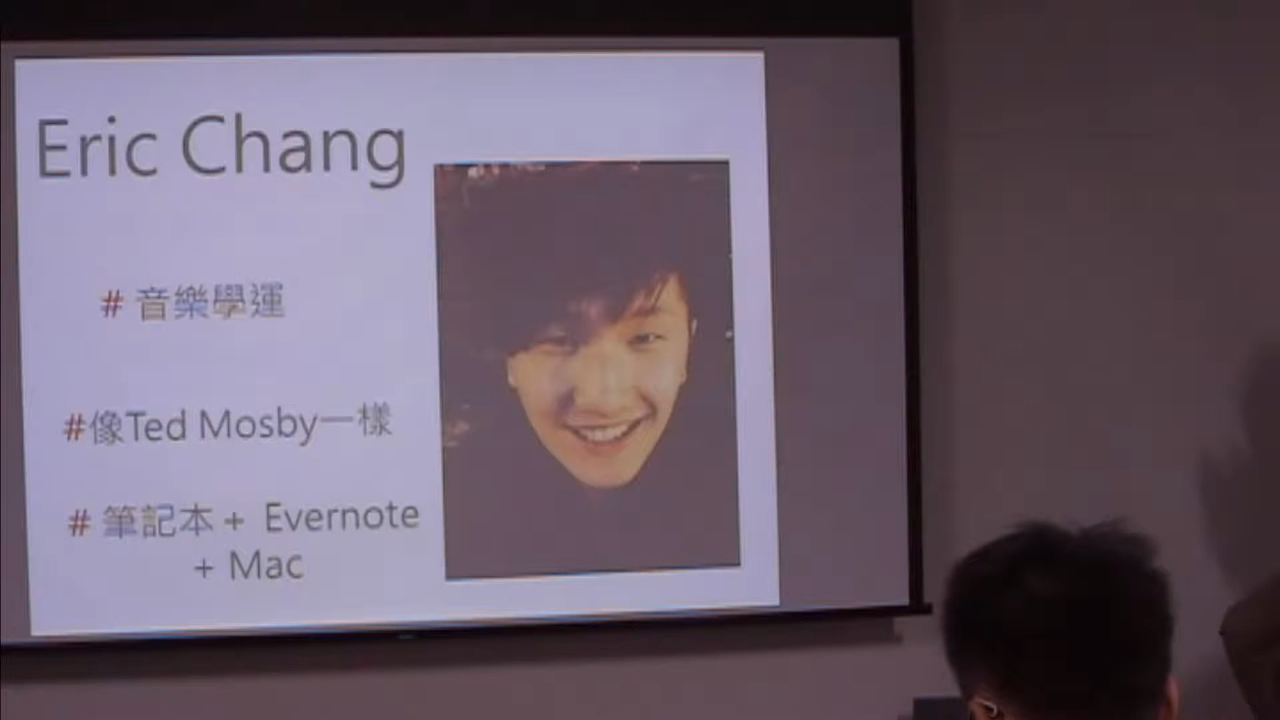 Eric Chang
# 音樂學運
#像Ted Mosby一樣
# 筆記本 + Evernote
+ Mac